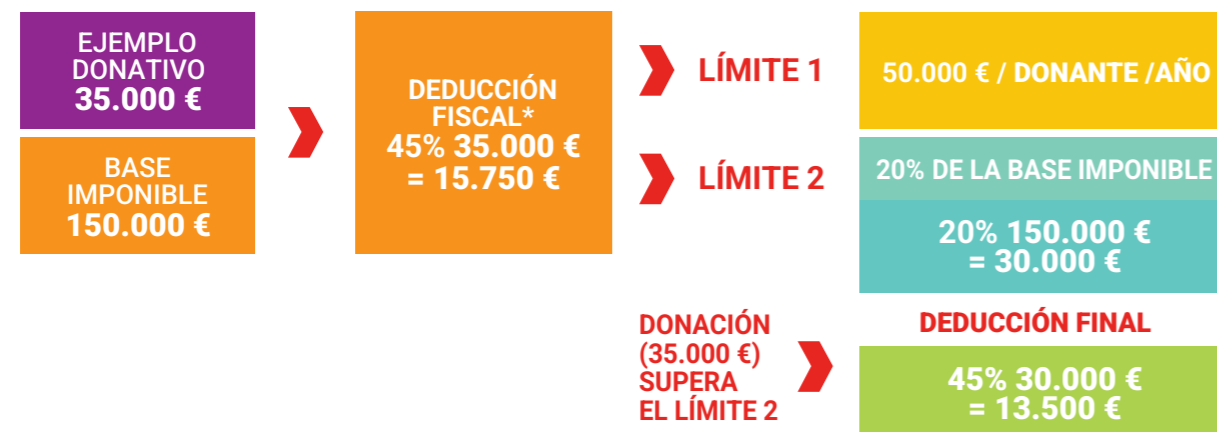 EJEMPLO
DONATIVO
35.000 €
BASE
IMPONIBLE
150.000 €
DEDUCCIÓN
FISCAL*
45% 35.000 €
= 15.750 €
LÍMITE 1
50.000 € / DONANTE /AÑO
LÍMITE 2
20% DE LA BASE IMPONIBLE
20% 150.000 €
= 30.000 €
DONACIÓN
(35.000 €)
SUPERA
EL LÍMITE 2
DEDUCCIÓN FINAL
45% 30.000 €
= 13.500 €